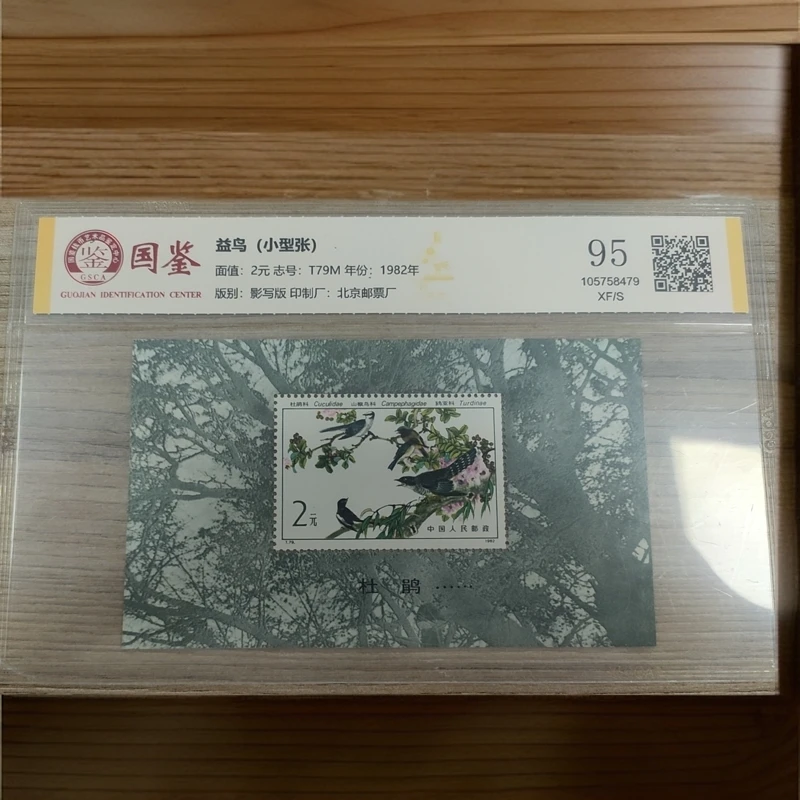 国鉴
鉴
GSCA
GUOJIAN IDENTIFICATION CENTER
益鸟（小型张）
面值：2元 志号：T79M 年份：1982年
版别：影写版 印制厂：北京邮票厂
95
105758479
XF/S
杜鹃科 Cuculidae 山椒鸟科 Campephagidae 鹟亚科 Turdinae
2元
中国人民邮政
T.79.
1982
杜 鹃 ······